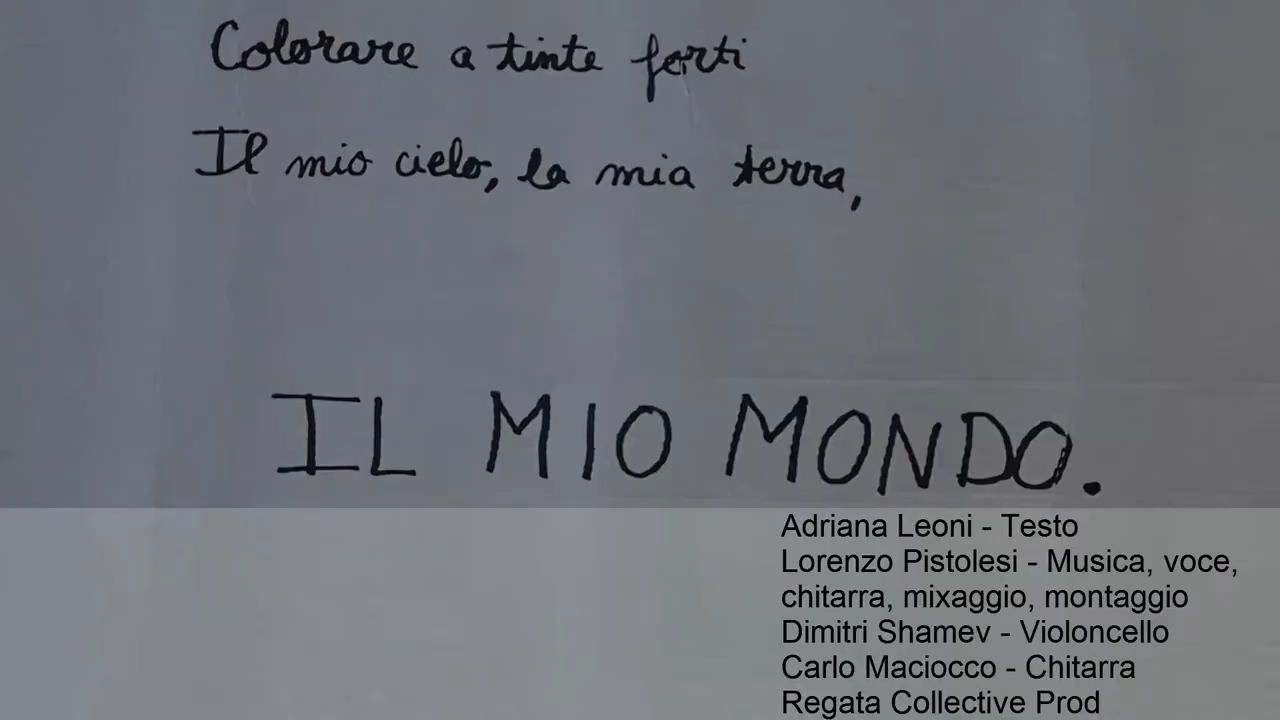 Colorare a tinte forti
Il mio cielo, la mia terra,
IL MIO MONDO.
Adriana Leoni - Testo
Lorenzo Pistolesi - Musica, voce,
chitarra, mixaggio, montaggio
Dimitri Shamev - Violoncello
Carlo Maciocco - Chitarra
Regata Collective Prod